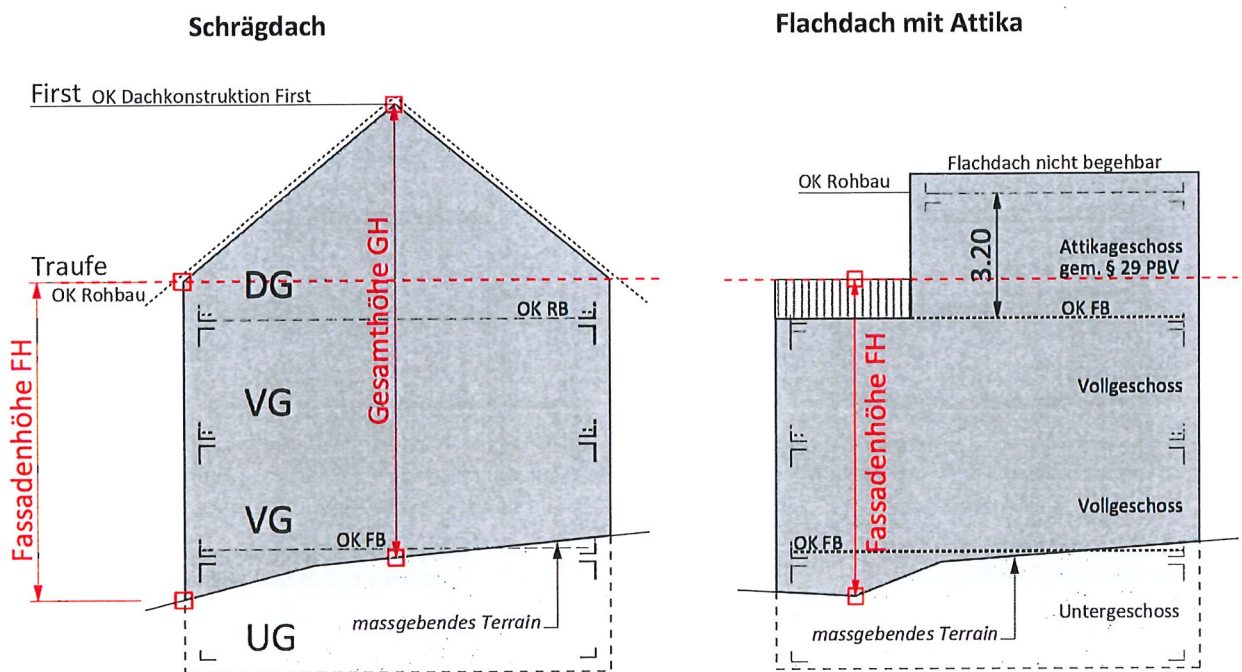 Schrägdach
First OK Dachkonstruktion First
Traufe
OK Rohbau
DG
OK RB
VG
VG
OK FB
UG
massgebendes Terrain
Fassadenhöhe FH
Gesamthöhe GH
Flachdach mit Attika
Flachdach nicht begehbar
OK Rohbau
3.20
Attikageschoss
gem. § 29 PBV
OK FB
Vollgeschoss
Vollgeschoss
OK FB
Fassadenhöhe FH
Untergeschoss
massgebendes Terrain